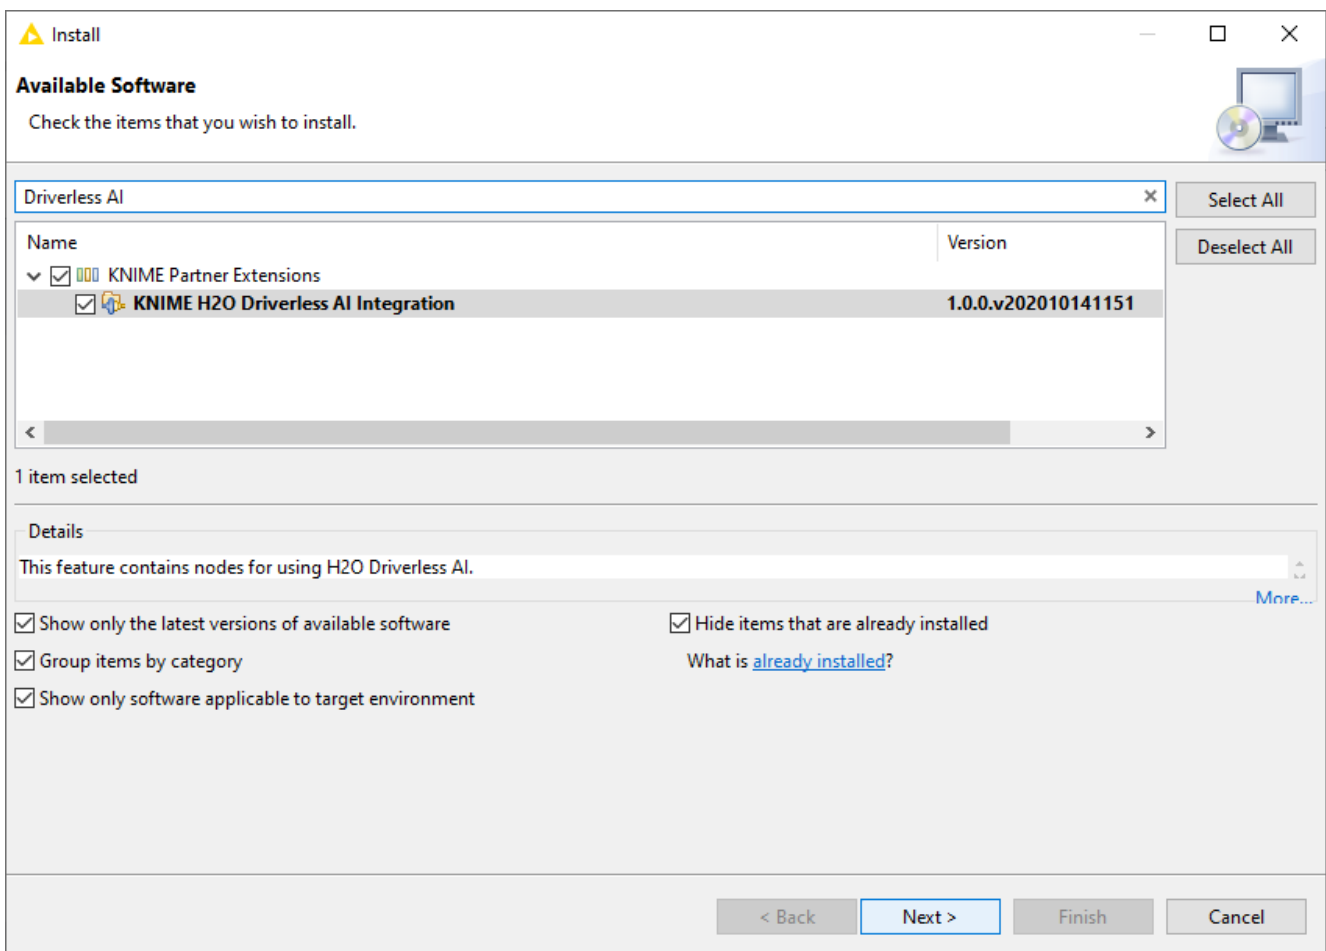 Install
Available Software
Check the items that you wish to install.
Driverless AI
Select All
Name Version
Deselect All
KNIME Partner Extensions
KNIME H2O Driverless AI Integration 1.0.0.v202010141151
1 item selected
Details
This feature contains nodes for using H2O Driverless AI.
More...
Show only the latest versions of available software
Hide items that are already installed
Group items by category
What is already installed?
Show only software applicable to target environment
< Back Next > Finish Cancel